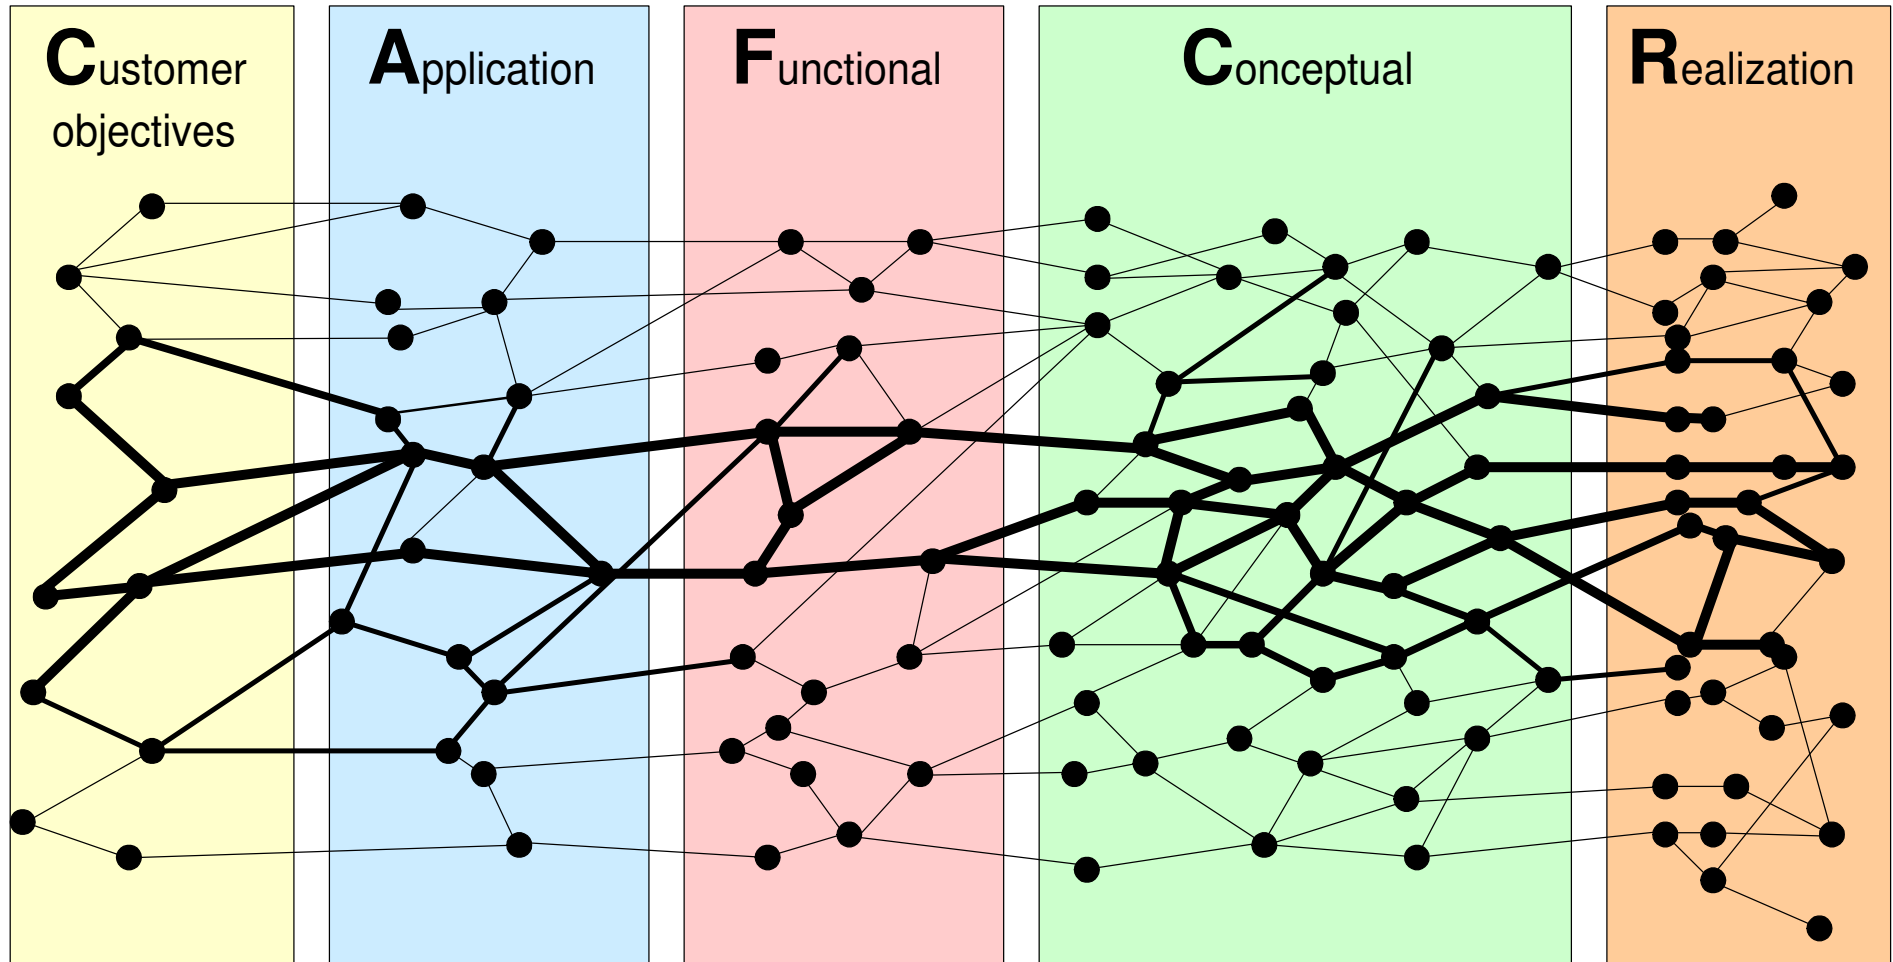 Customer
objectives
Application
Functional
Conceptual
Realization